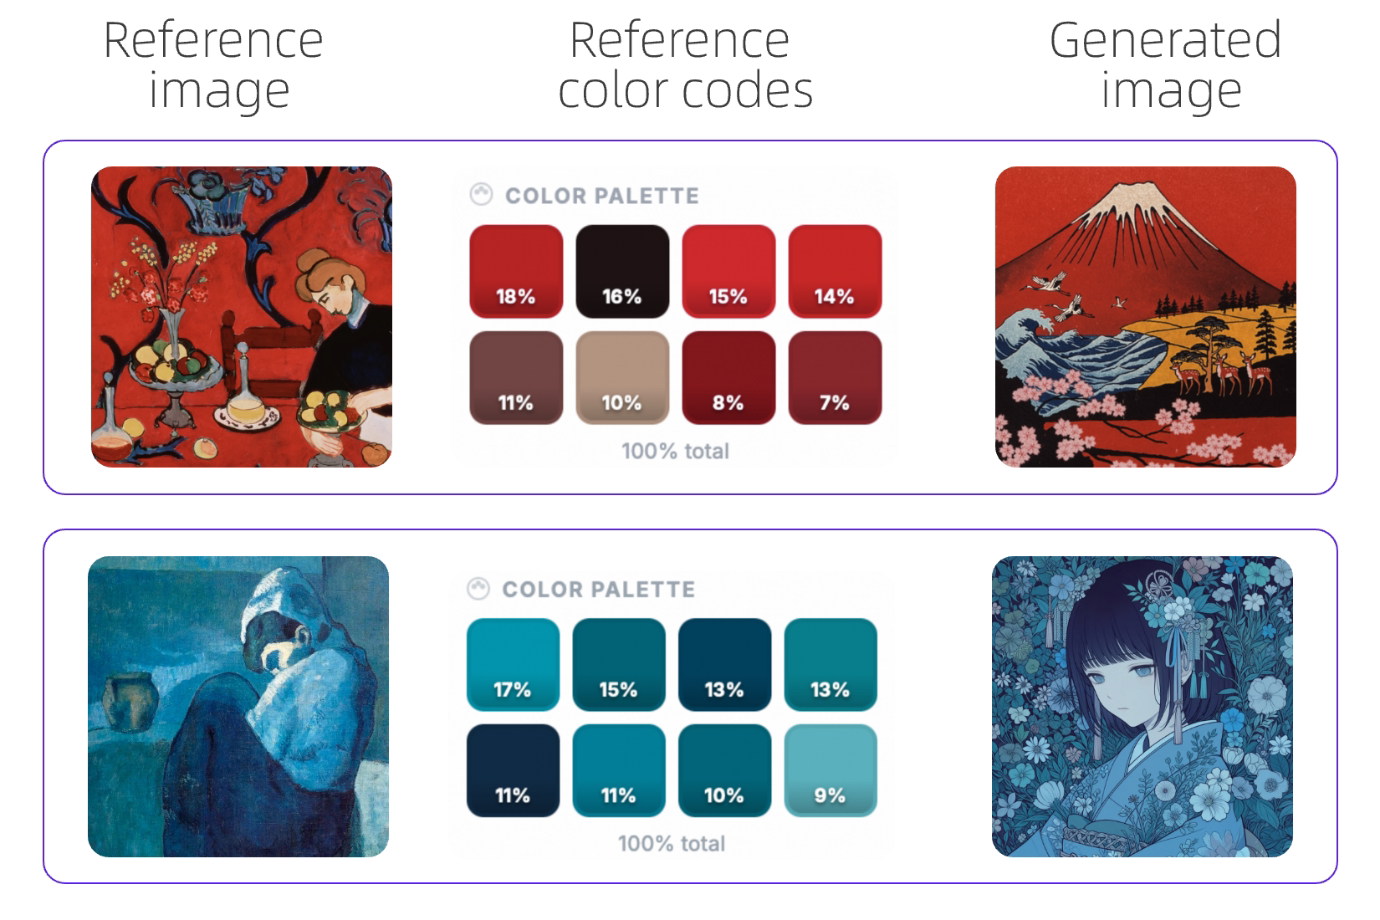 Reference
image
Reference
color codes
Generated
image
COLOR PALETTE
18% 16% 15% 14%
11% 10% 8% 7%
100% total
COLOR PALETTE
17% 15% 13% 13%
11% 11% 10% 9%
100% total